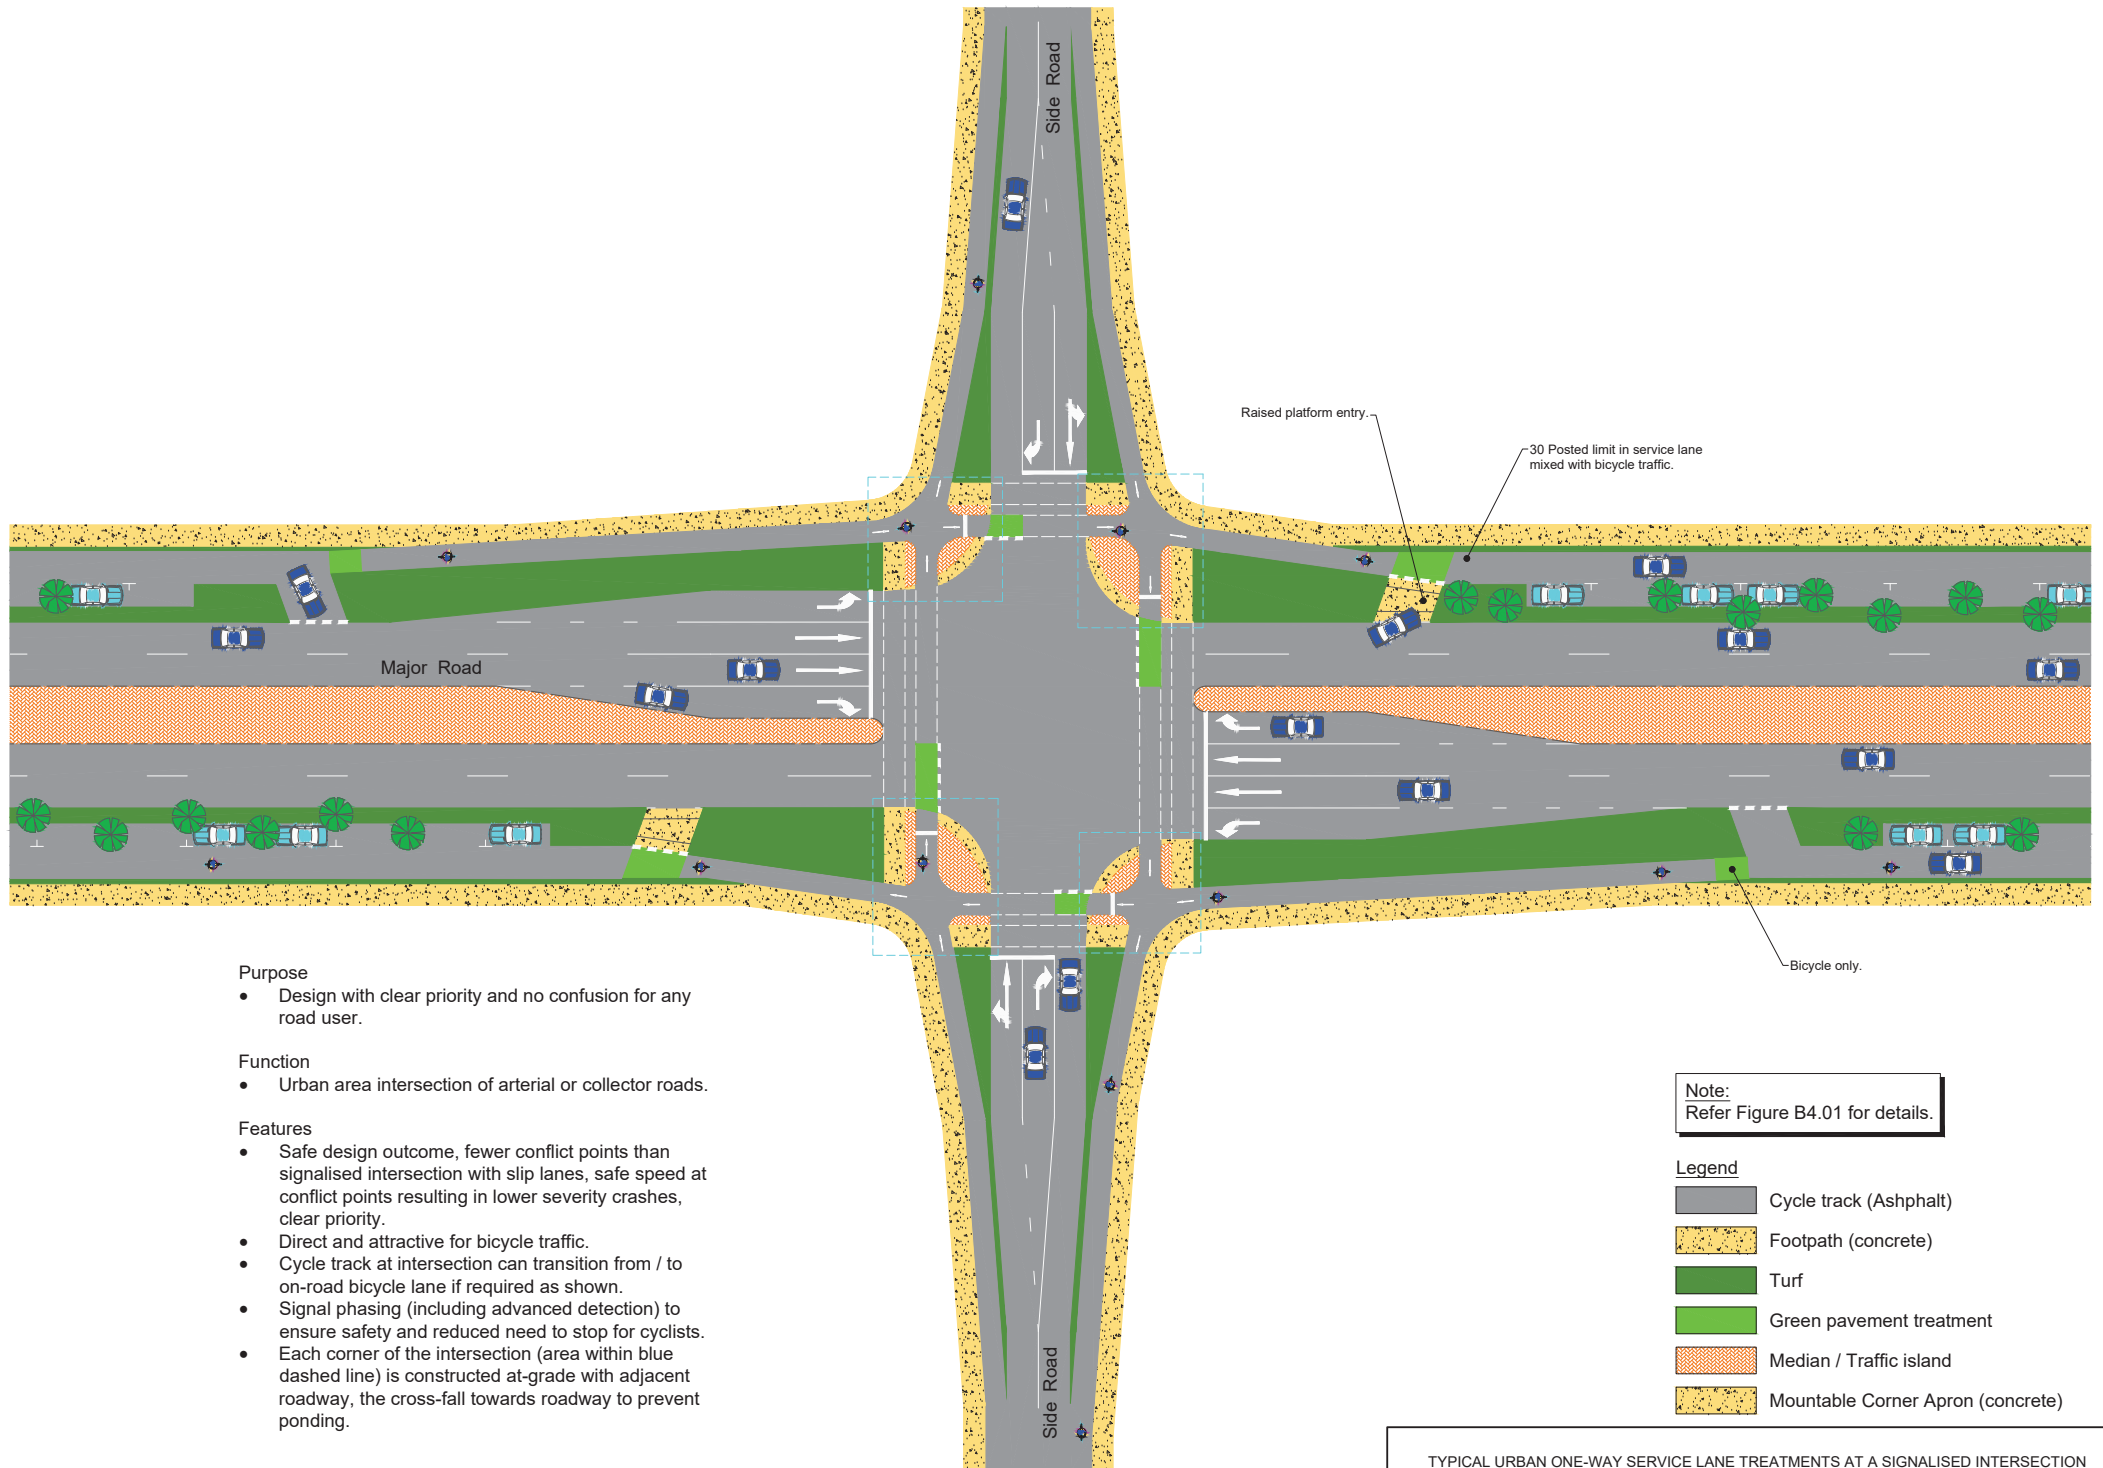 Side Road
Raised platform entry.
30 Posted limit in service lane
mixed with bicycle traffic.
Major Road
Bicycle only.
Purpose
• Design with clear priority and no confusion for any
road user.
Function
• Urban area intersection of arterial or collector roads.
Features
• Safe design outcome, fewer conflict points than
signalised intersection with slip lanes, safe speed at
conflict points resulting in lower severity crashes,
clear priority.
• Direct and attractive for bicycle traffic.
• Cycle track at intersection can transition from / to
on-road bicycle lane if required as shown.
• Signal phasing (including advanced detection) to
ensure safety and reduced need to stop for cyclists.
• Each corner of the intersection (area within blue
dashed line) is constructed at-grade with adjacent
roadway, the cross-fall towards roadway to prevent
ponding.
Side Road
Note:
Refer Figure B4.01 for details.
Legend
Cycle track (Ashphalt)
Footpath (concrete)
Turf
Green pavement treatment
Median / Traffic island
Mountable Corner Apron (concrete)
TYPICAL URBAN ONE-WAY SERVICE LANE TREATMENTS AT A SIGNALISED INTERSECTION